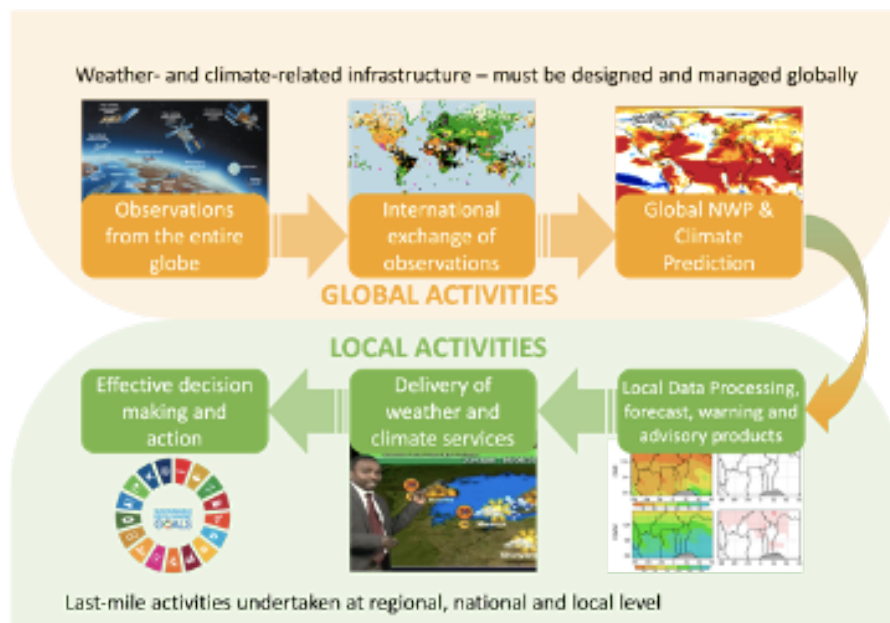 Weather- and climate-related infrastructure – must be designed and managed globally
Observations
from the entire
globe
International
exchange of
observations
Global NWP &
Climate
Prediction
GLOBAL ACTIVITIES
LOCAL ACTIVITIES
Effective decision
making and
action
Delivery of
weather and
climate services
Local Data Processing,
forecast, warning and
advisory products
SUSTAINABLE
DEVELOPMENT
GOALS
Last-mile activities undertaken at regional, national and local level